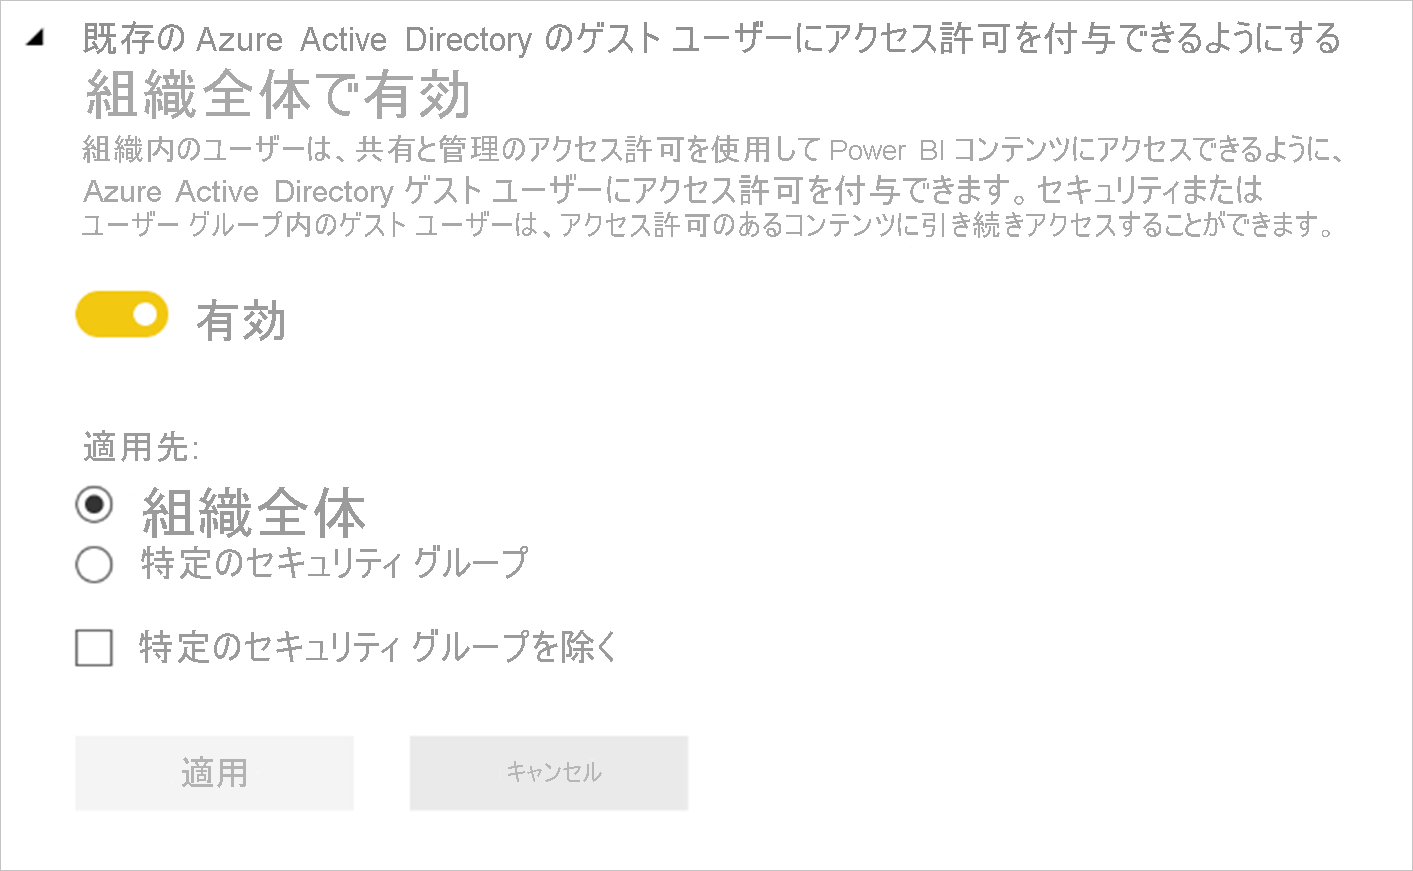 既存の Azure Active Directory のゲスト ユーザーにアクセス許可を付与できるようにする
組織全体で有効
組織内のユーザーは、共有と管理のアクセス許可を使用して Power BI コンテンツにアクセスできるように、
Azure Active Directory ゲスト ユーザーにアクセス許可を付与できます。セキュリティまたは
ユーザー グループ内のゲスト ユーザーは、アクセス許可のあるコンテンツに引き続きアクセスすることができます。
有効
適用先:
組織全体
特定のセキュリティ グループ
特定のセキュリティ グループを除く
適用
キャンセル